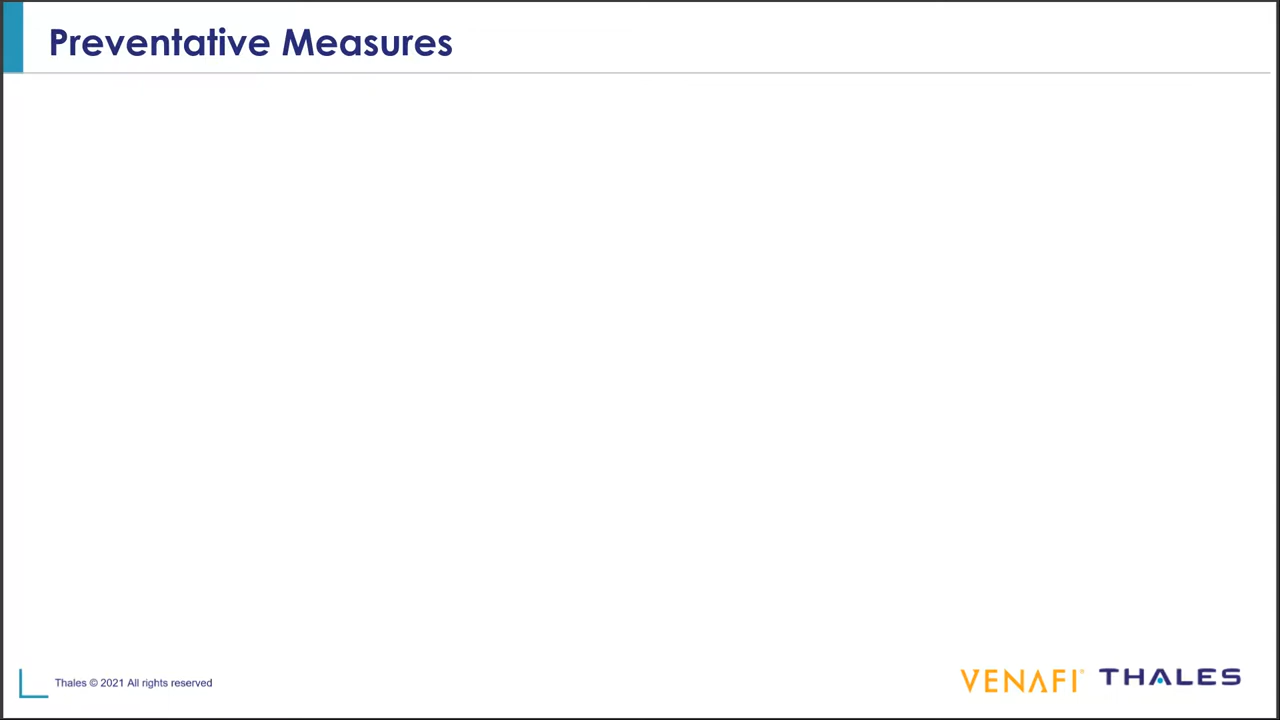 Preventative Measures
Thales © 2021 All rights reserved
VENAFI® THALES